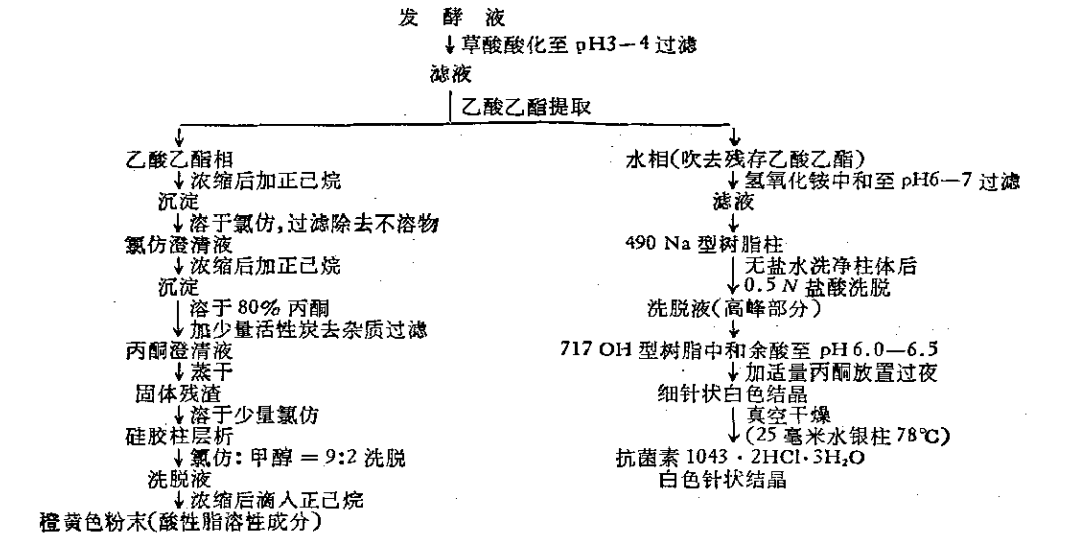 发 酵 液
草酸酸化至 pH3—4 过滤
滤液
乙酸乙酯提取
乙酸乙酯相
浓缩后加正己烷
沉淀
溶于氯仿,过滤除去不溶物
氯仿澄清液
浓缩后加正己烷
沉淀
溶于 80% 丙酮
加少量活性炭去杂质过滤
丙酮澄清液
蒸干
固体残渣
溶于少量氯仿
硅胶柱层析
氯仿: 甲醇 = 9:2 洗脱
洗脱液
浓缩后滴入正己烷
橙黄色粉末(酸性脂溶性成分)
水相(吹去残存乙酸乙酯)
氢氧化铵中和至 pH6—7 过滤
滤液
490 Na 型树脂柱
无盐水洗净柱体后
0.5 N 盐酸洗脱
洗脱液(高峰部分)
717 OH 型树脂中和余酸至 pH 6.0—6.5
加适量丙酮放置过夜
细针状白色结晶
真空干燥
(25 毫米水银柱 78℃)
抗菌素 1043 · 2HCl·3H₂O
白色针状结晶